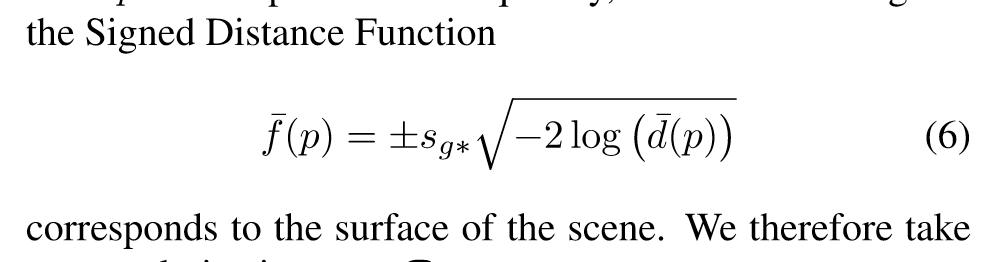 the Signed Distance Function
f̄(p) = ±s_{g*}√(−2 log (d̄(p))) (6)
corresponds to the surface of the scene. We therefore take